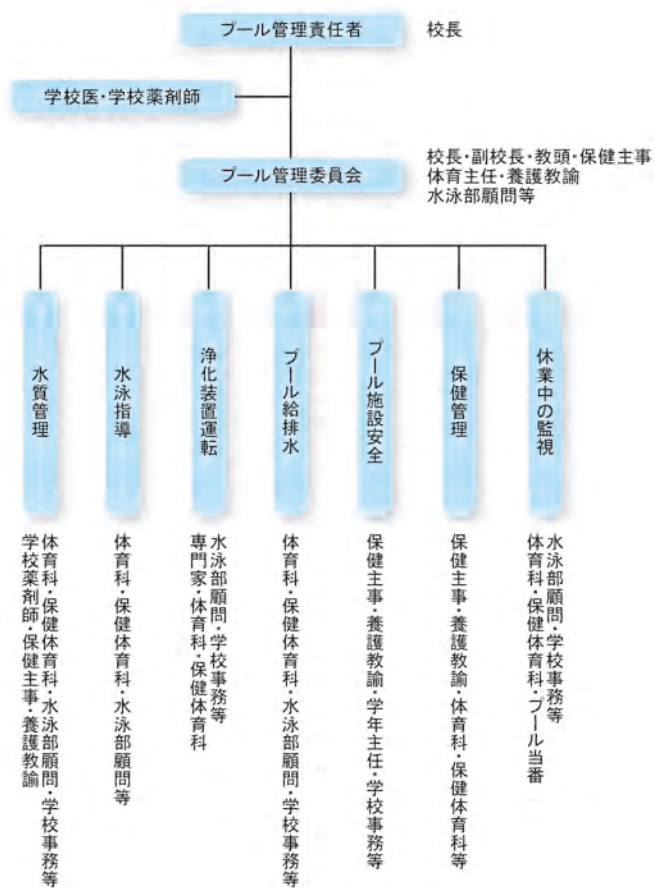 プール管理責任者
校長
学校医・学校薬剤師
プール管理委員会
校長・副校長・教頭・保健主事
体育主任・養護教諭
水泳部顧問等
水質管理
水泳指導
浄化装置運転
プール給排水
プール施設安全
保健管理
休業中の監視
体育科・保健体育科・水泳部顧問・学校事務等
学校薬剤師・保健主事・養護教諭
体育科・保健体育科・水泳部顧問等
水泳部顧問・学校事務等
専門家・体育科・保健体育科
体育科・保健体育科・水泳部顧問・学校事務等
保健主事・養護教諭・学年主任・学校事務等
保健主事・養護教諭・体育科・保健体育科等
水泳部顧問・学校事務等
体育科・保健体育科・プール当番